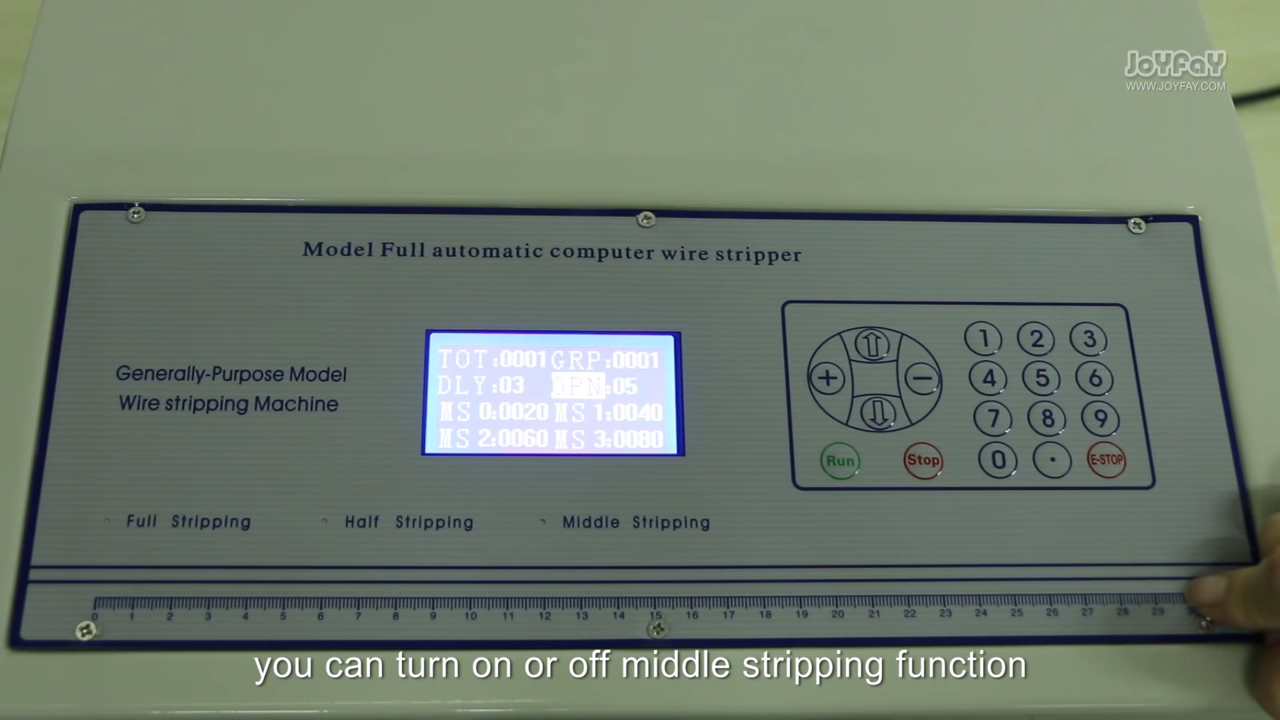 JoYFaY
WWW.JOYFAY.COM
Model Full automatic computer wire stripper
Generally-Purpose Model
Wire stripping Machine
TOT:0001 GRP:0001
DLY:03 OPN:05
MS 0:0020 MS 1:0040
MS 2:0060 MS 3:0080
+ -
1 2 3
4 5 6
7 8 9
Run Stop 0 . E-STOP
Full Stripping Half Stripping Middle Stripping
0 1 2 3 4 5 6 7 8 9 10 11 12 13 14 15 16 17 18 19 20 21 22 23 24 25 26 27 28 29
you can turn on or off middle stripping function